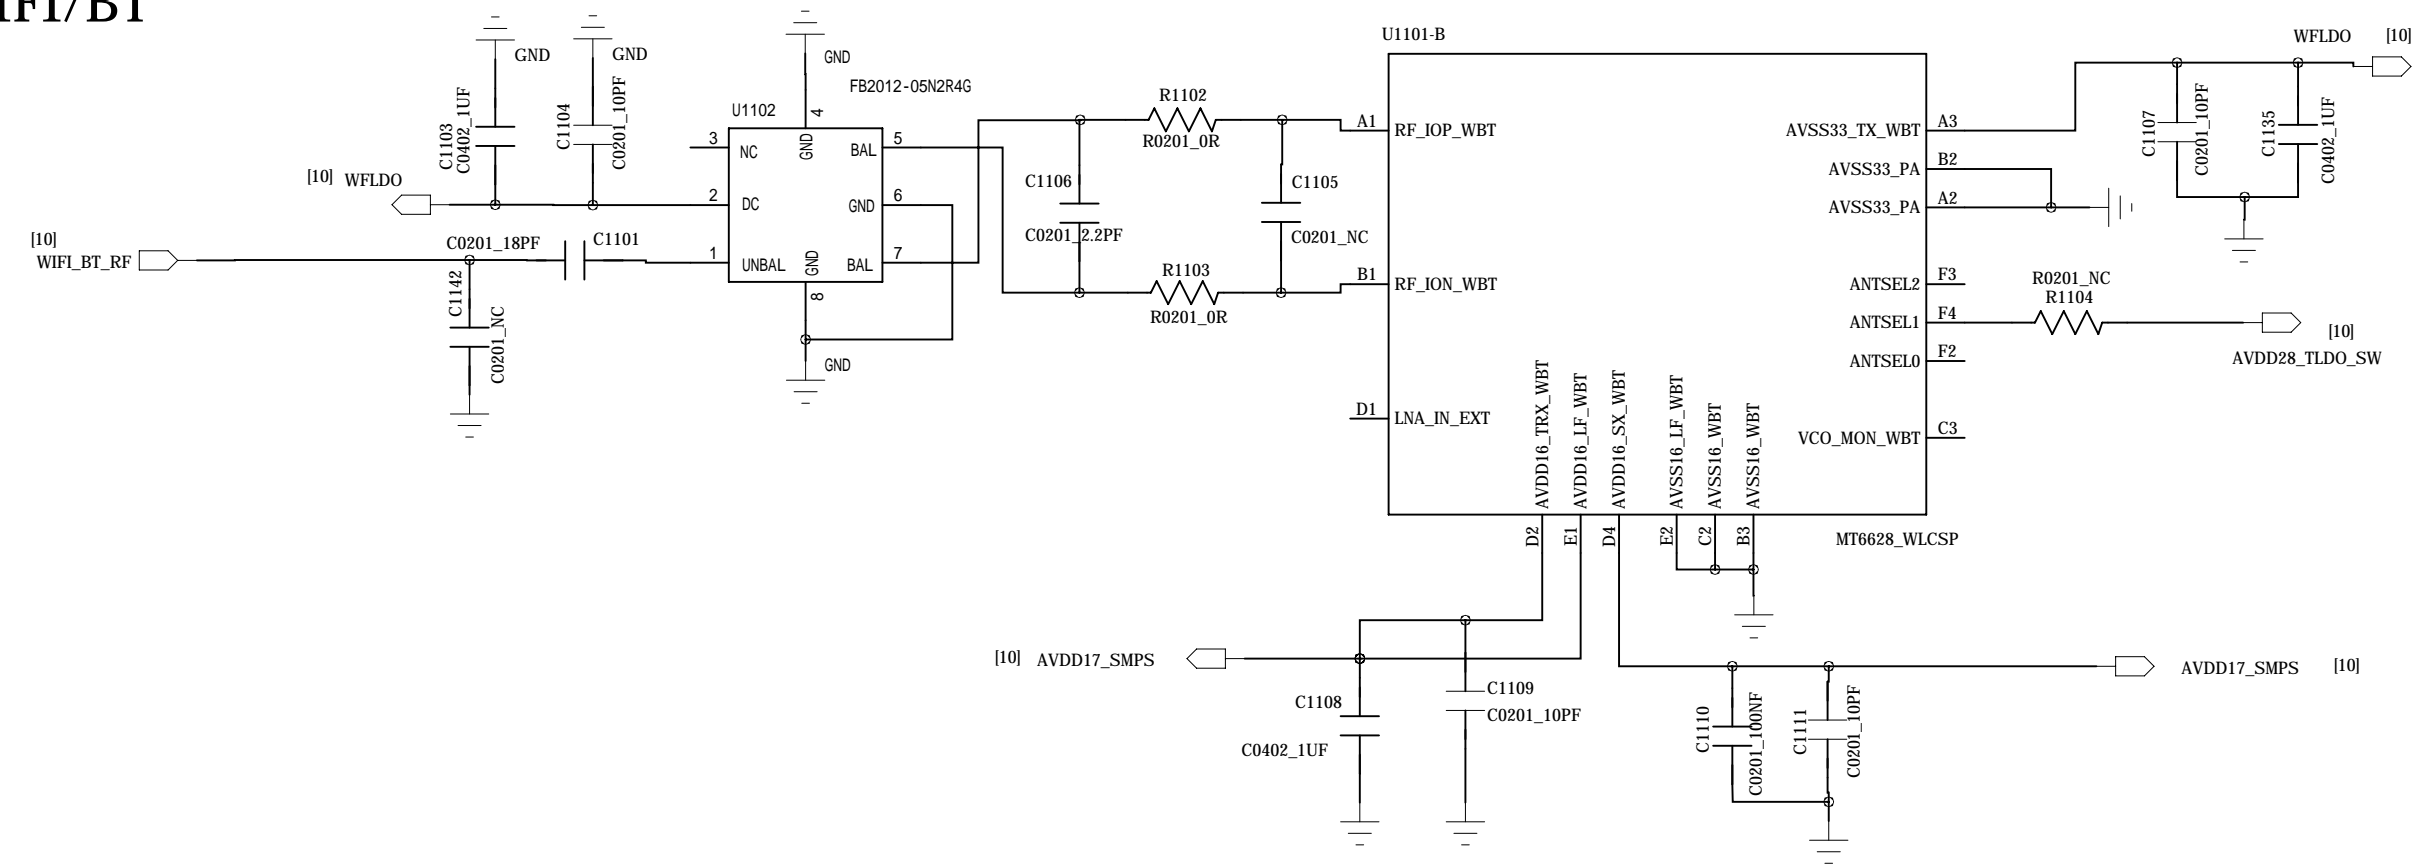 IFI/BT
GND
GND
GND
C1103
C0402_1UF
C1104
C0201_10PF
FB2012-05N2R4G
U1102
4
3
NC
GND
BAL
5
[10]
WFLDO
2
DC
GND
6
[10]
WIFI_BT_RF
C0201_18PF
C1101
1
UNBAL
GND
BAL
7
8
GND
C1142
C0201_NC
R1102
R0201_0R
C1106
C0201_2.2PF
C1105
C0201_NC
R1103
R0201_0R
U1101-B
A1
RF_IOP_WBT
B1
RF_ION_WBT
D1
LNA_IN_EXT
AVSS33_TX_WBT
A3
AVSS33_PA
B2
AVSS33_PA
A2
ANTSEL2
F3
ANTSEL1
F4
ANTSEL0
F2
VCO_MON_WBT
C3
AVDD16_TRX_WBT
AVDD16_LF_WBT
AVDD16_SX_WBT
AVSS16_LF_WBT
AVSS16_WBT
AVSS16_WBT
D2
E1
D4
E2
C2
B3
MT6628_WLCSP
WFLDO
[10]
C1107
C0201_10PF
C1135
C0402_1UF
R0201_NC
R1104
[10]
AVDD28_TLDO_SW
[10]
AVDD17_SMPS
C1108
C0402_1UF
C1109
C0201_10PF
C1110
C0201_100NF
C1111
C0201_10PF
AVDD17_SMPS
[10]